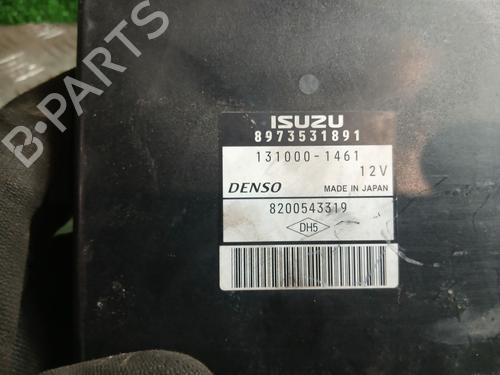 ISUZU
8973531891
131000-1461
12V
DENSO MADE IN JAPAN
8200543319
DH5
B-PARTS